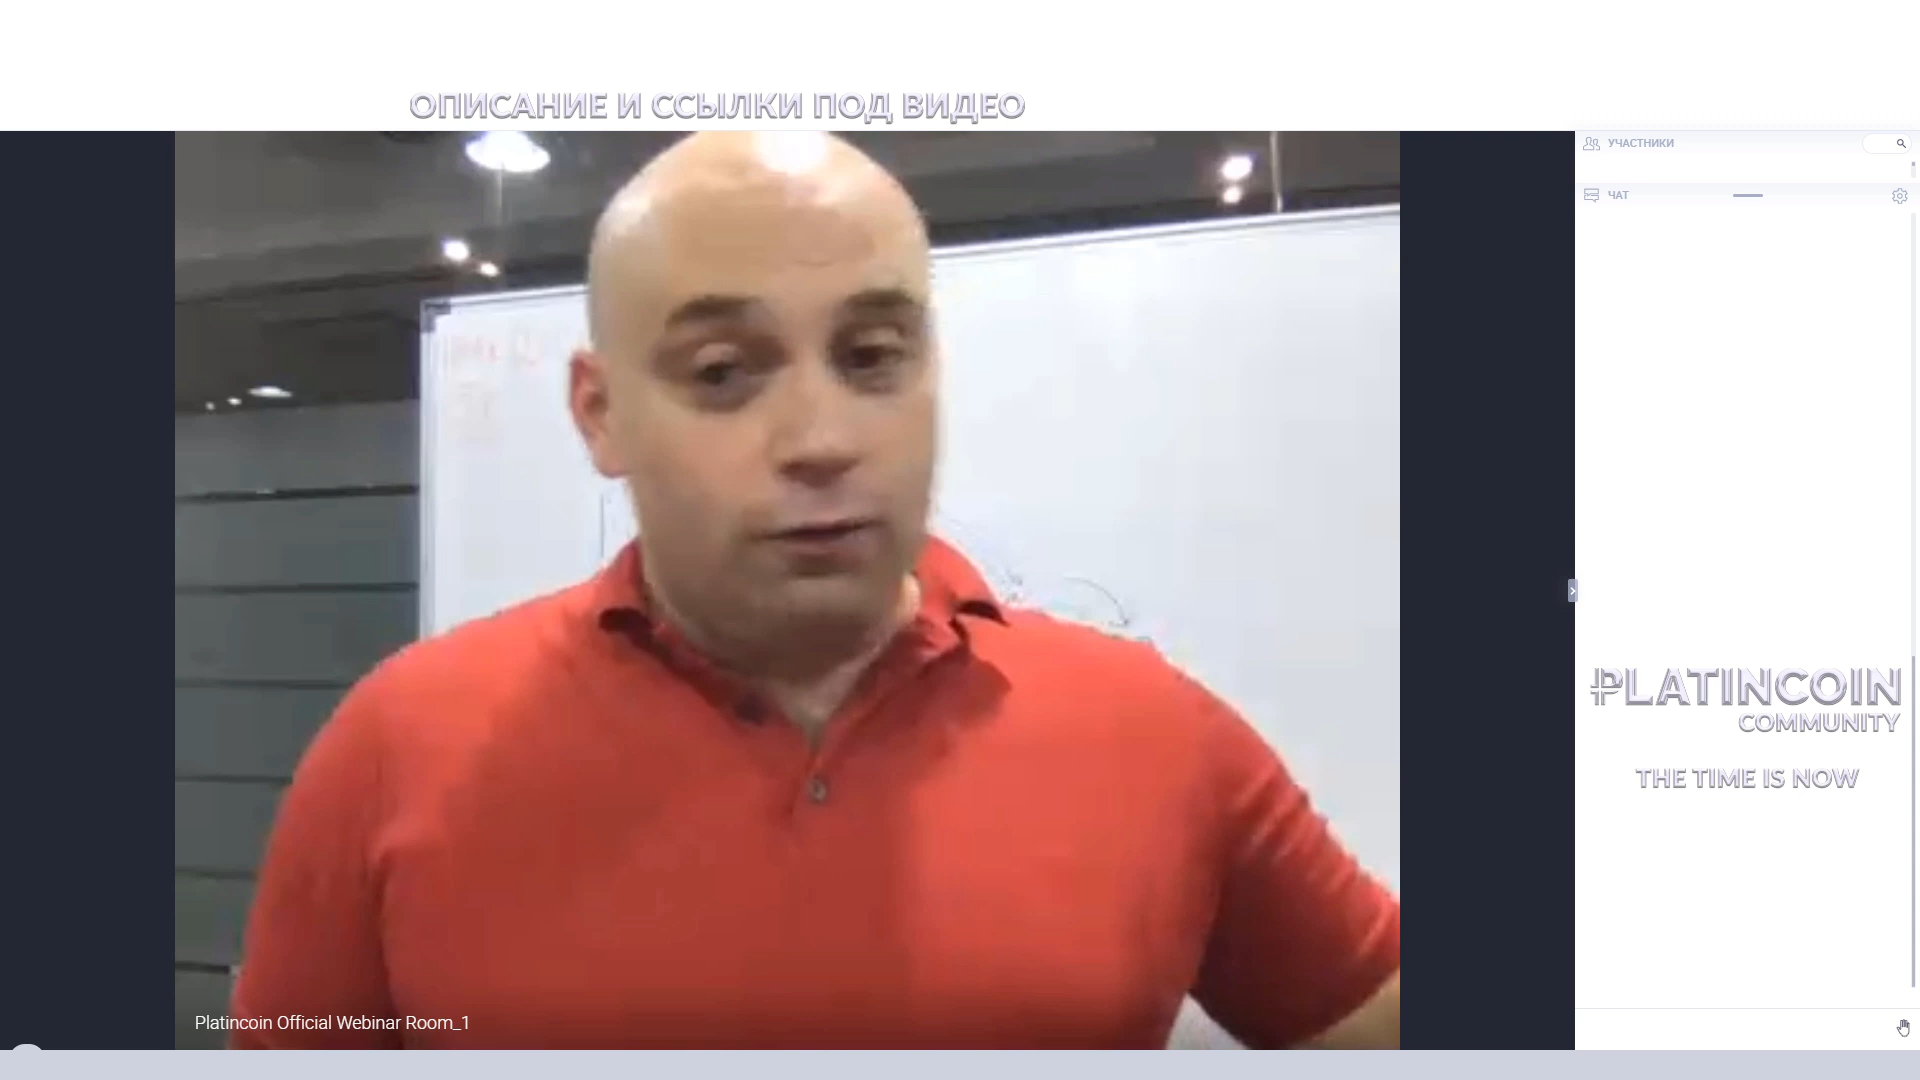 ОПИСАНИЕ И ССЫЛКИ ПОД ВИДЕО
УЧАСТНИКИ
ЧАТ
PLATINCOIN
COMMUNITY
THE TIME IS NOW
Platincoin Official Webinar Room_1